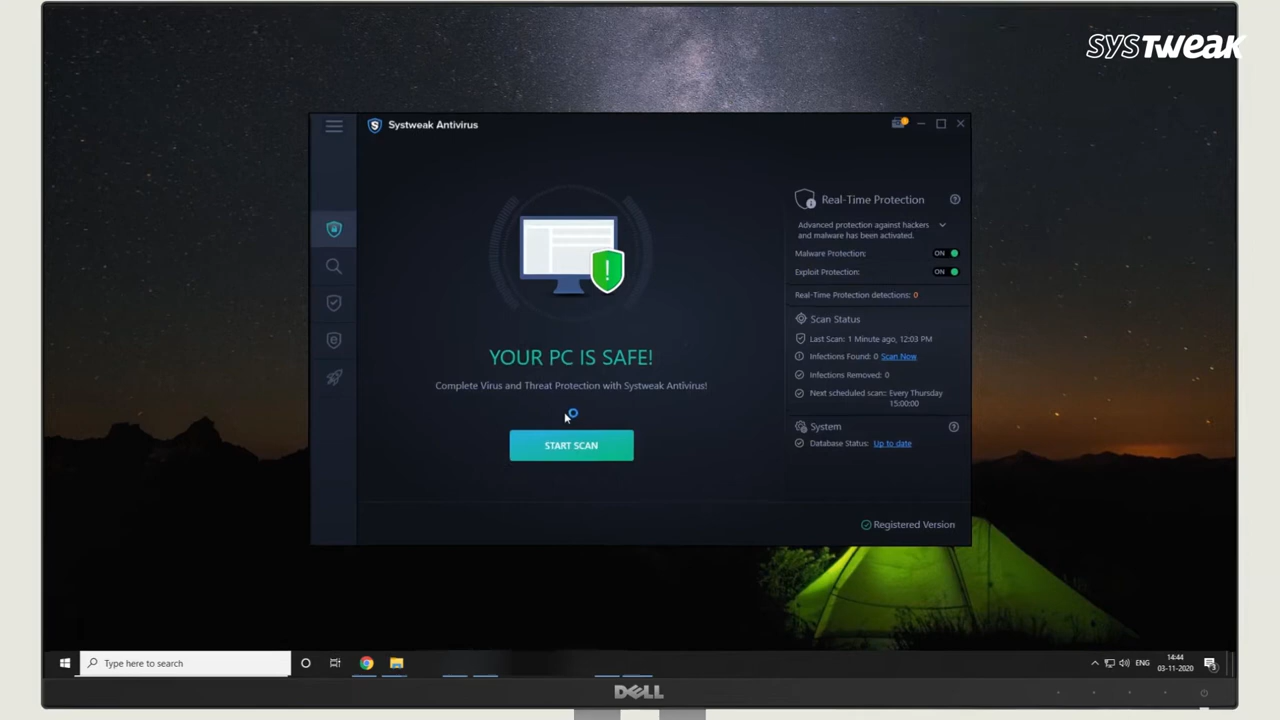 SYSTWEAK
Systweak Antivirus
Real-Time Protection
Advanced protection against hackers
and malware has been activated.
Malware Protection: ON
Exploit Protection: ON
Real-Time Protection detections: 0
Scan Status
Last Scan: 1 Minute ago, 12:03 PM
Infections Found: 0 Scan Now
Infections Removed: 0
Next scheduled scan:: Every Thursday
15:00:00
System
Database Status: Up to date
YOUR PC IS SAFE!
Complete Virus and Threat Protection with Systweak Antivirus!
START SCAN
Registered Version
Type here to search
ENG
14:44
03-11-2020
3
DELL